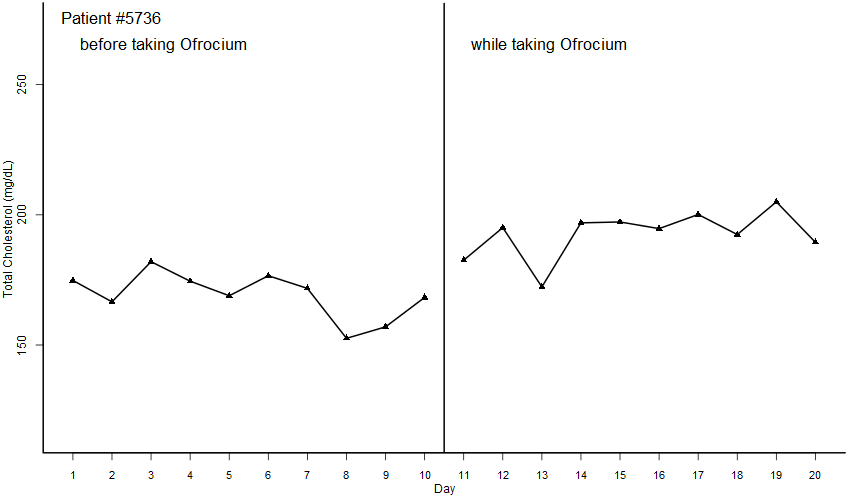 Patient #5736
before taking Ofrocium
while taking Ofrocium
Total Cholesterol (mg/dL)
250
200
150
1 2 3 4 5 6 7 8 9 10 11 12 13 14 15 16 17 18 19 20
Day